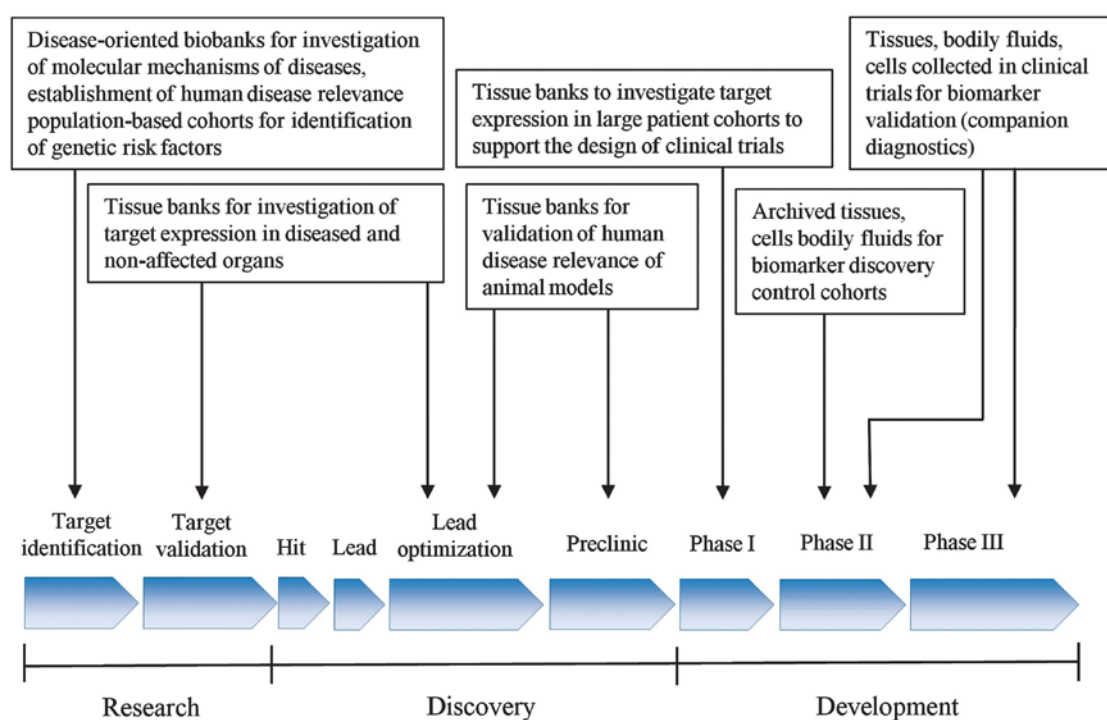 Disease-oriented biobanks for investigation
of molecular mechanisms of diseases,
establishment of human disease relevance
population-based cohorts for identification
of genetic risk factors
Tissue banks for investigation of
target expression in diseased and
non-affected organs
Tissue banks to investigate target
expression in large patient cohorts to
support the design of clinical trials
Tissue banks for
validation of human
disease relevance of
animal models
Tissues, bodily fluids,
cells collected in clinical
trials for biomarker
validation (companion
diagnostics)
Archived tissues,
cells bodily fluids for
biomarker discovery
control cohorts
Target
identification
Target
validation
Hit
Lead
Lead
optimization
Preclinic
Phase I
Phase II
Phase III
Research
Discovery
Development